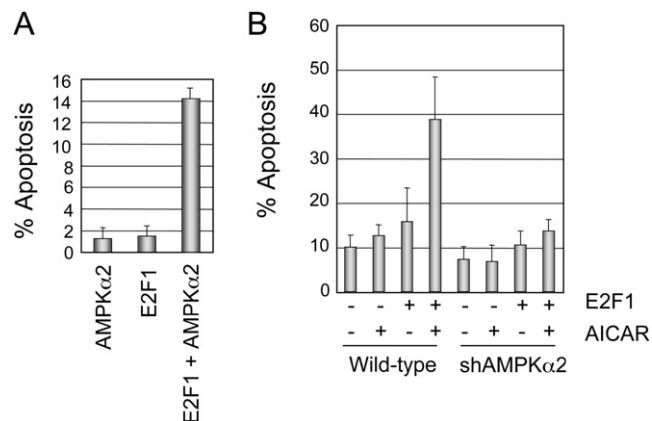 A
% Apoptosis
16
14
12
10
8
6
4
2
0
AMPKα2
E2F1
E2F1 + AMPKα2
B
% Apoptosis
60
50
40
30
20
10
0
- - + + - - + + E2F1
- + - + - + - + AICAR
Wild-type shAMPKα2